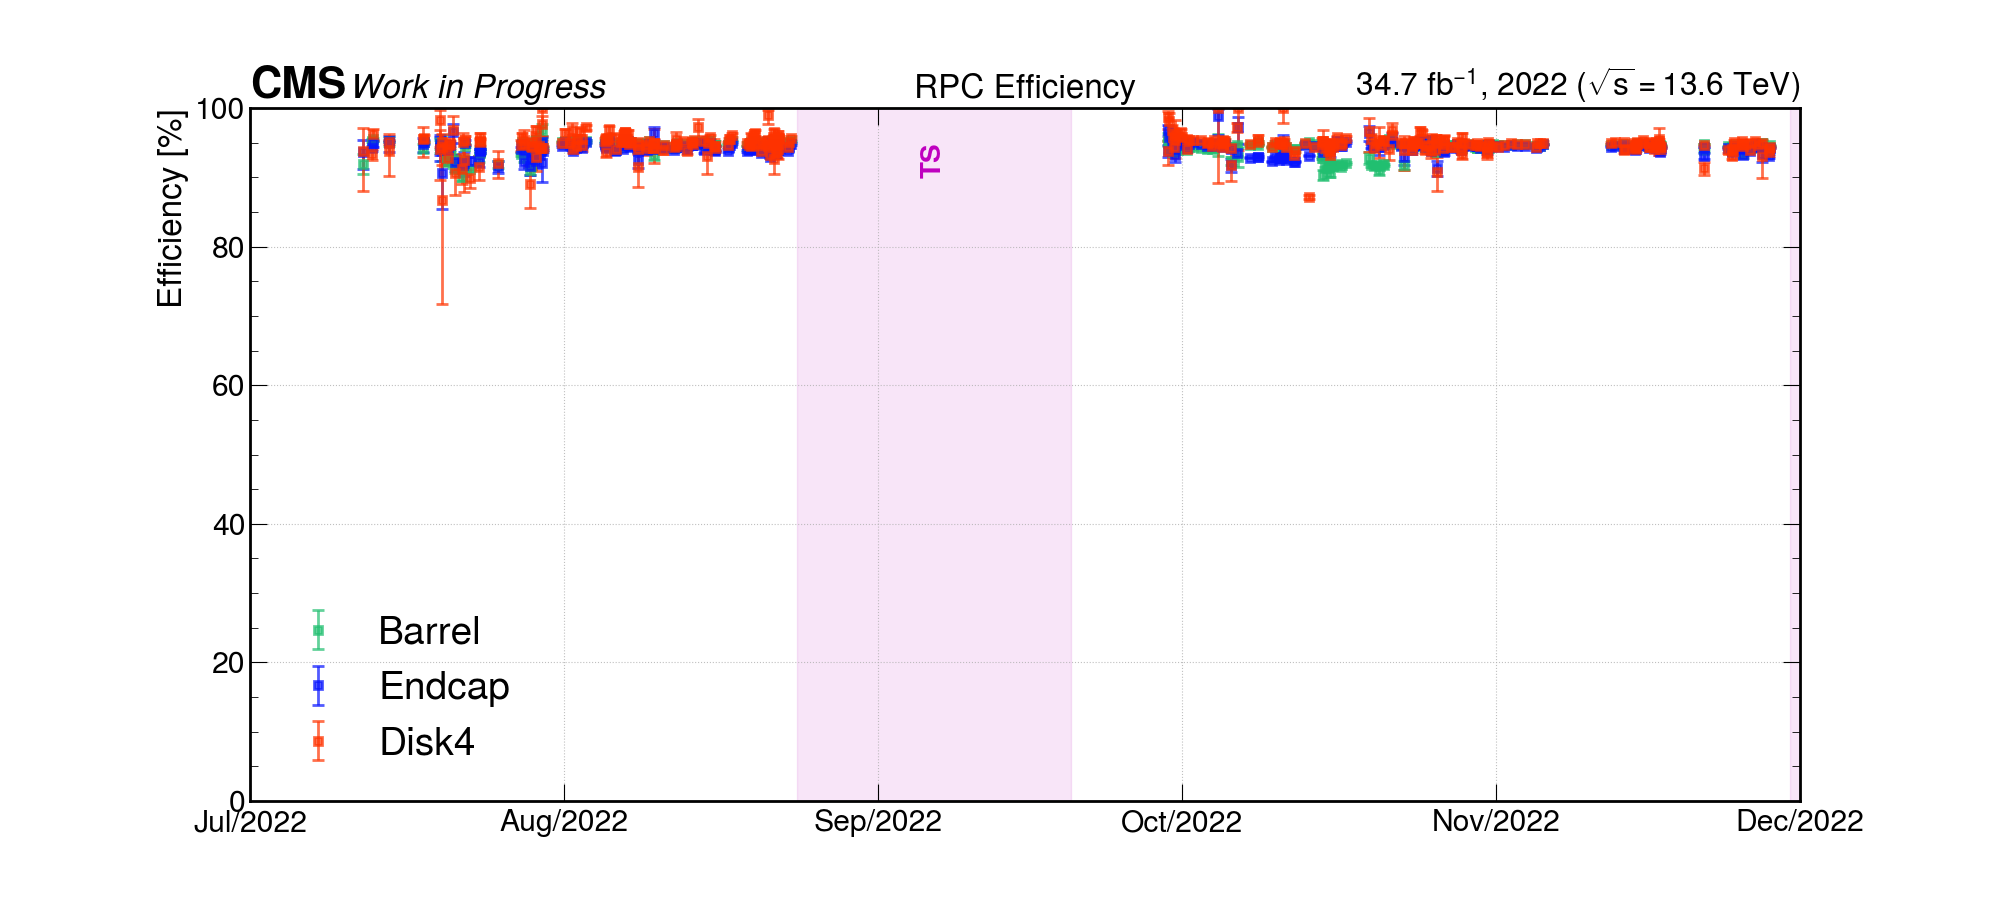 CMS Work in Progress RPC Efficiency 34.7 fb⁻¹, 2022 (√s = 13.6 TeV)
Efficiency [%]
100
80
60
40
20
0
TS
Barrel
Endcap
Disk4
Jul/2022 Aug/2022 Sep/2022 Oct/2022 Nov/2022 Dec/2022